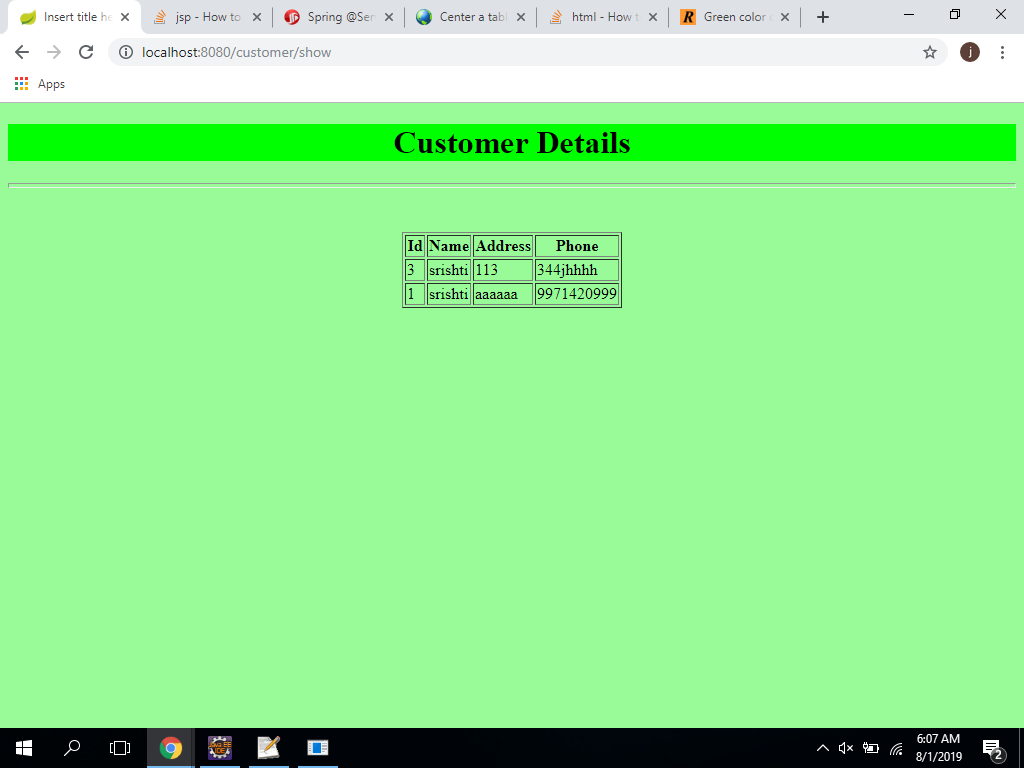 Insert title he
jsp - How to
Spring @Ser
Center a tabl
html - How t
Green color
localhost:8080/customer/show
j
Apps
Customer Details
Id Name Address Phone
3 srishti 113 344jhhhh
1 srishti aaaaaa 9971420999
6:07 AM
8/1/2019
2